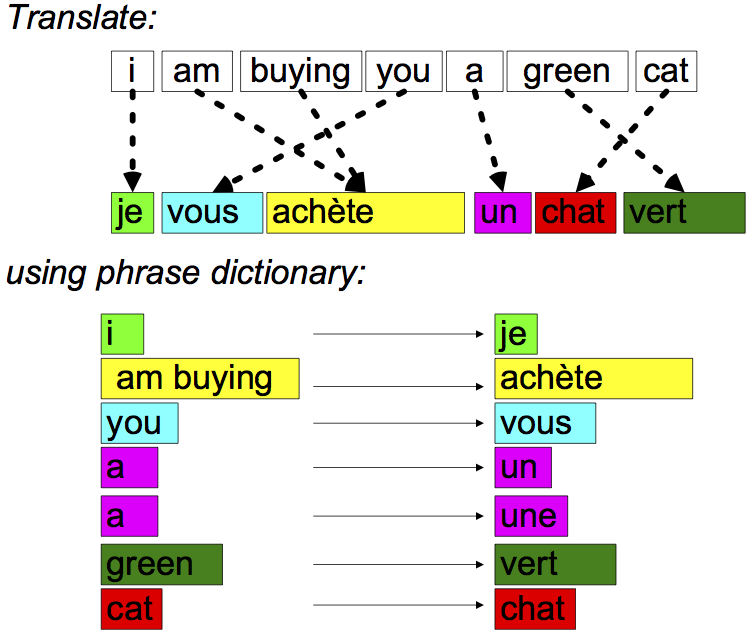 Translate:
i am buying you a green cat
je vous achète un chat vert
using phrase dictionary:
i je
am buying achète
you vous
a un
a une
green vert
cat chat